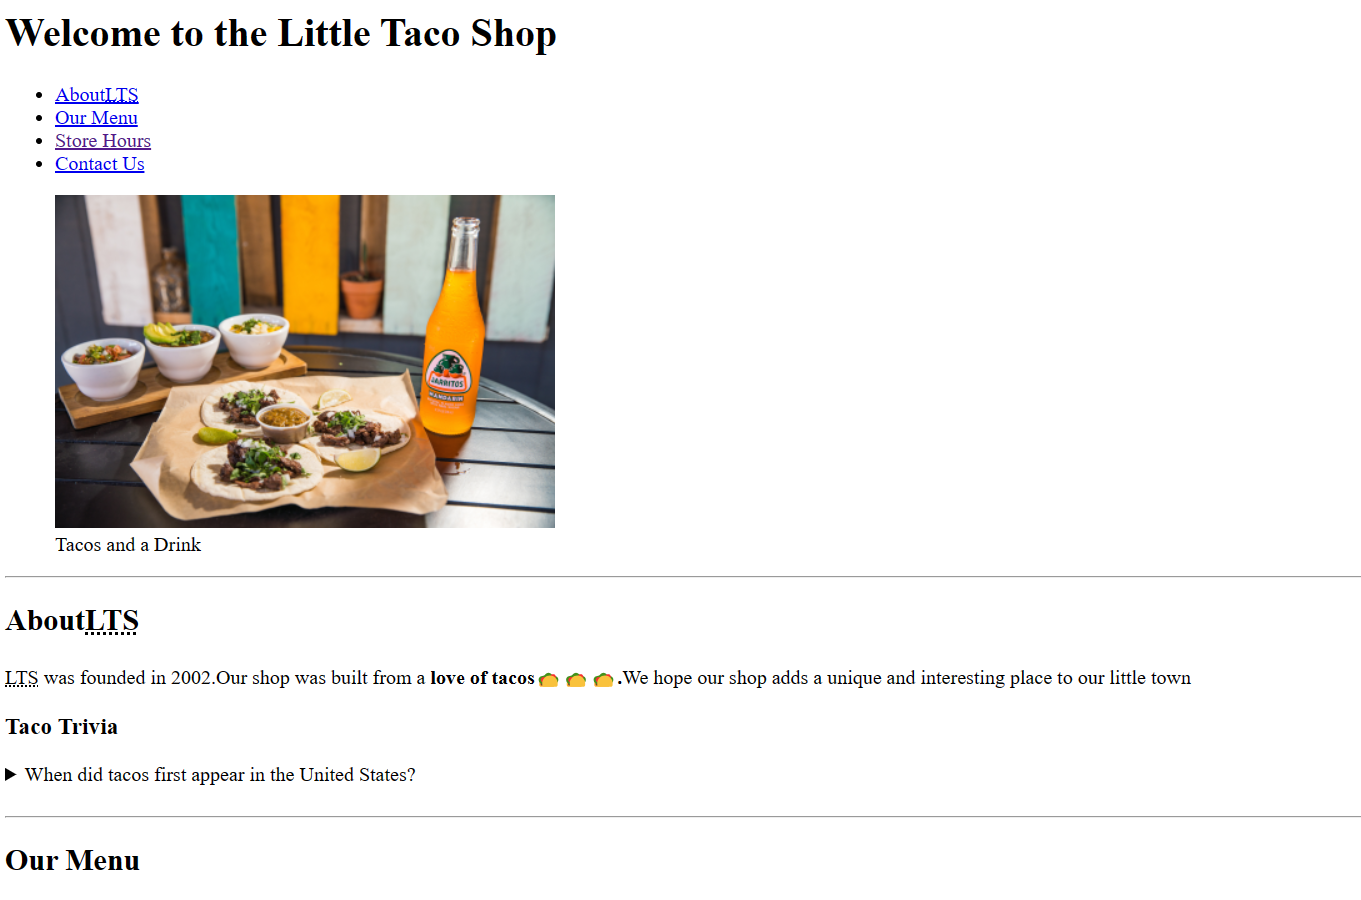 Welcome to the Little Taco Shop
AboutLTS
Our Menu
Store Hours
Contact Us
JARRITOS
MANDARIN
Tacos and a Drink
AboutLTS
LTS was founded in 2002.Our shop was built from a love of tacos🌮 🌮 🌮 .We hope our shop adds a unique and interesting place to our little town
Taco Trivia
When did tacos first appear in the United States?
Our Menu